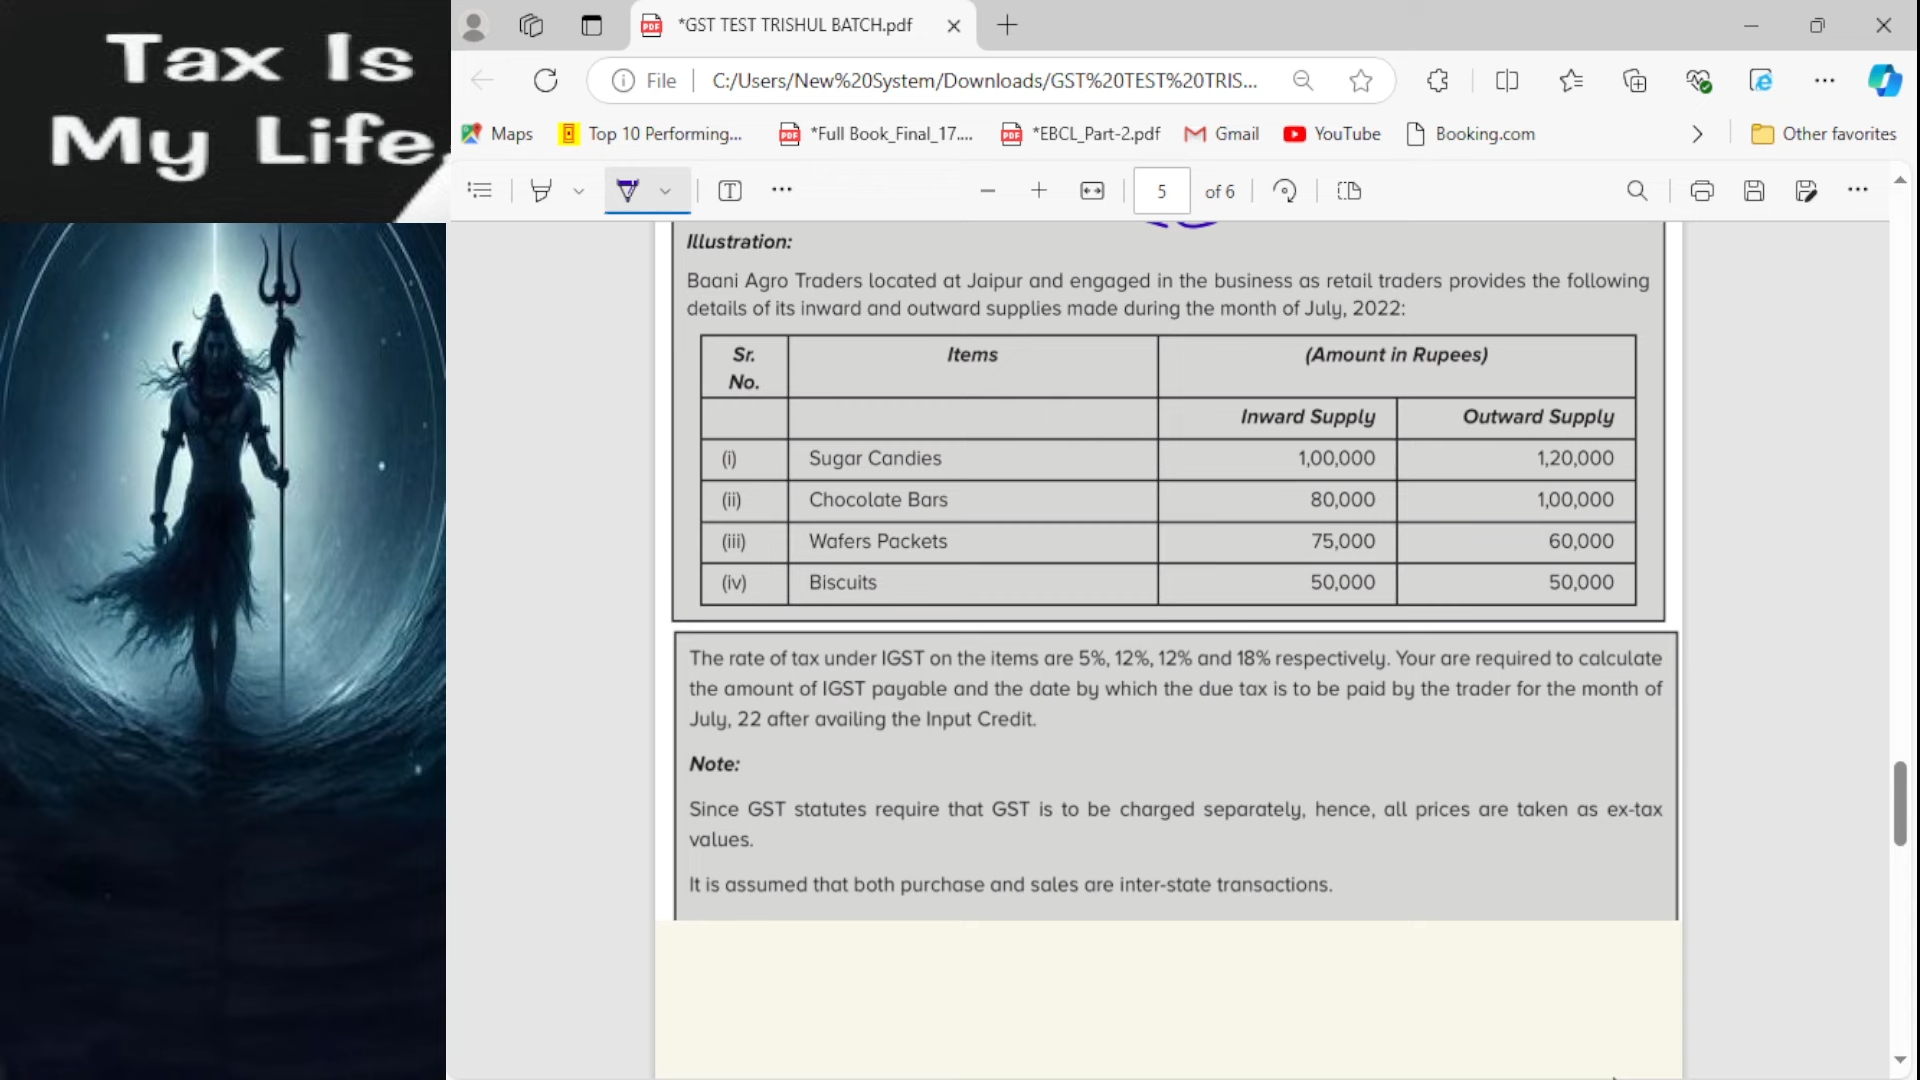 Tax Is
My Life.
*GST TEST TRISHUL BATCH.pdf
File
C:/Users/New%20System/Downloads/GST%20TEST%20TRIS...
Maps
Top 10 Performing...
*Full Book_Final_17....
*EBCL_Part-2.pdf
Gmail
YouTube
Booking.com
Other favorites
5 of 6
Illustration:
Baani Agro Traders located at Jaipur and engaged in the business as retail traders provides the following
details of its inward and outward supplies made during the month of July, 2022:
Sr. No. Items (Amount in Rupees)
Inward Supply Outward Supply
(i) Sugar Candies 1,00,000 1,20,000
(ii) Chocolate Bars 80,000 1,00,000
(iii) Wafers Packets 75,000 60,000
(iv) Biscuits 50,000 50,000
The rate of tax under IGST on the items are 5%, 12%, 12% and 18% respectively. Your are required to calculate
the amount of IGST payable and the date by which the due tax is to be paid by the trader for the month of
July, 22 after availing the Input Credit.
Note:
Since GST statutes require that GST is to be charged separately, hence, all prices are taken as ex-tax
values.
It is assumed that both purchase and sales are inter-state transactions.